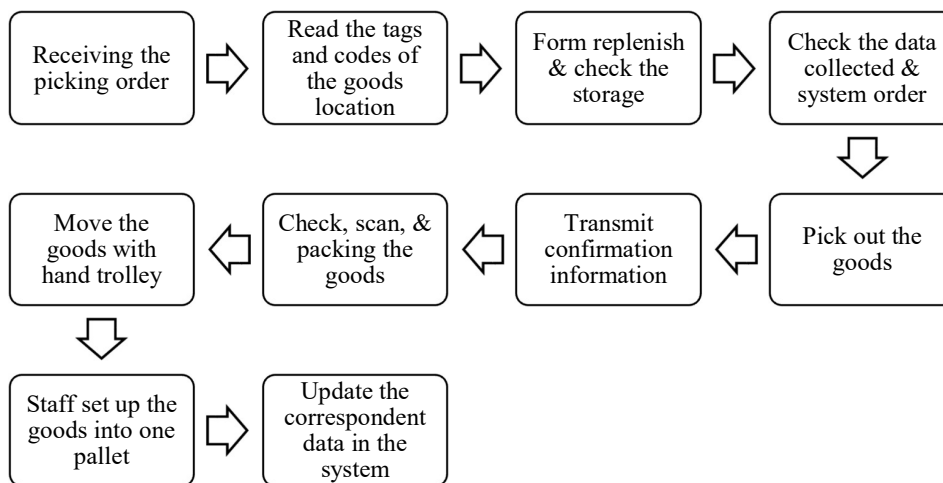 Receiving the
picking order
Read the tags
and codes of
the goods
location
Form replenish
& check the
storage
Check the data
collected &
system order
Pick out the
goods
Transmit
confirmation
information
Check, scan, &
packing the
goods
Move the
goods with
hand trolley
Staff set up the
goods into one
pallet
Update the
correspondent
data in the
system